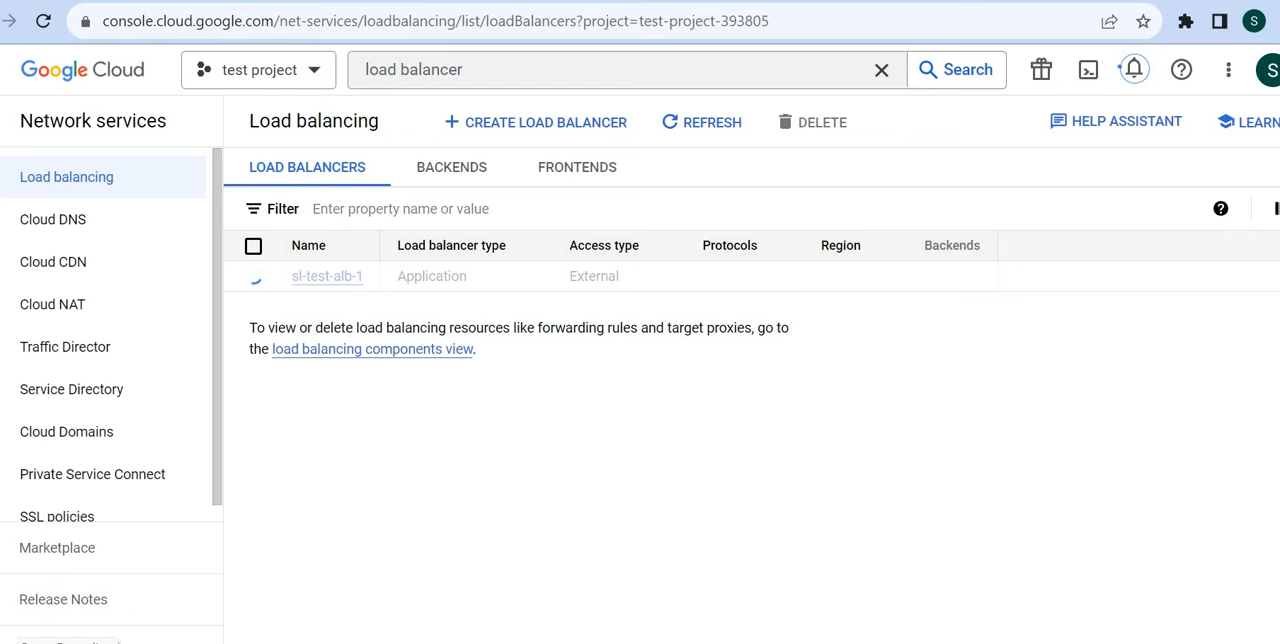 console.cloud.google.com/net-services/loadbalancing/list/loadBalancers?project=test-project-393805
S
Google Cloud
test project
load balancer
Search
S
Network services
Load balancing
CREATE LOAD BALANCER
REFRESH
DELETE
HELP ASSISTANT
LEARN
Load balancing
Cloud DNS
Cloud CDN
Cloud NAT
Traffic Director
Service Directory
Cloud Domains
Private Service Connect
SSL policies
Marketplace
Release Notes
LOAD BALANCERS BACKENDS FRONTENDS
Filter Enter property name or value
Name Load balancer type Access type Protocols Region Backends
sl-test-alb-1 Application External
To view or delete load balancing resources like forwarding rules and target proxies, go to
the load balancing components view.